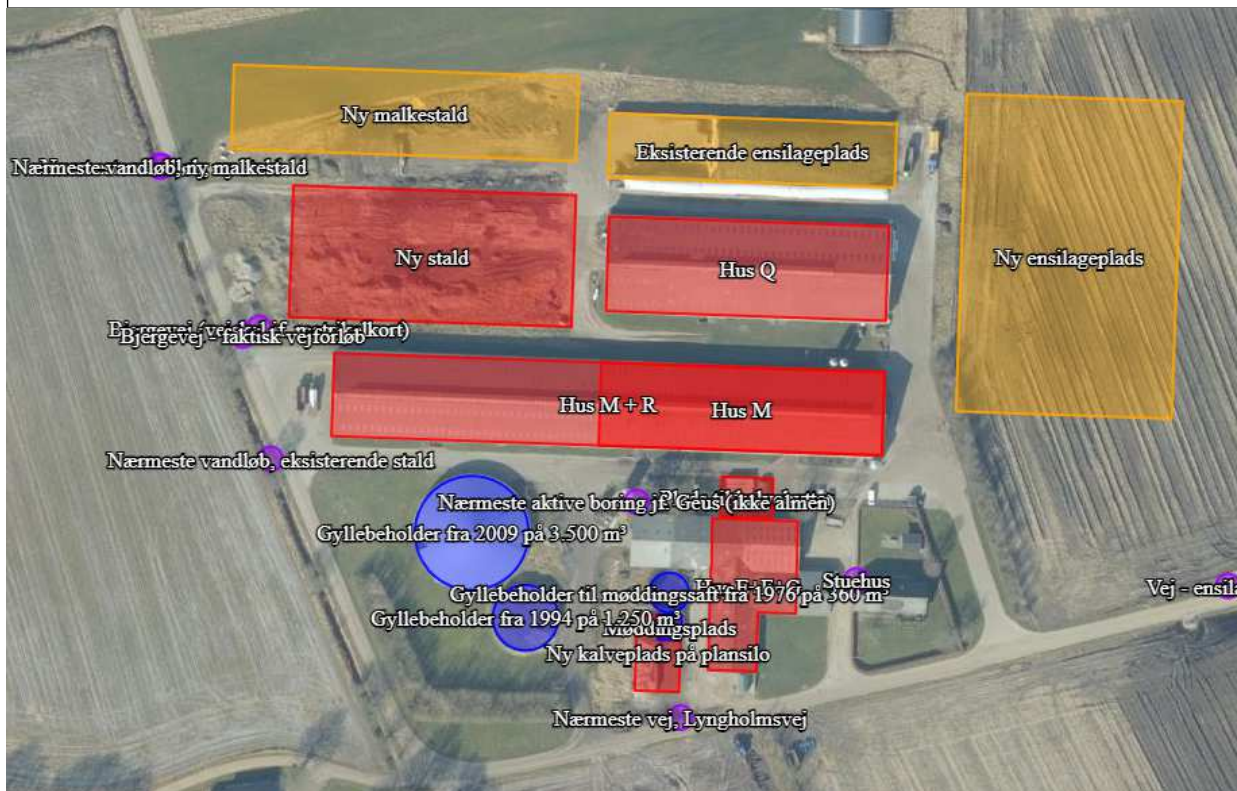 Ny malkestald
Eksisterende ensilageplads
Nærmeste vandløb, ny malkestald
Ny stald
Hus Q
Ny ensilageplads
Bjergevej - faktisk vejforløb
Hus M + R
Hus M
Nærmeste vandløb, eksisterende stald
Nærmeste aktive boring jf. Geus (ikke almen)
Gyllebeholder fra 2009 på 3.500 m³
Stuehus
Vej - ensila
Gyllebeholder til møddingssaft fra 1976 på 360 m³
Gyllebeholder fra 1994 på 1.250 m³
Møddingsplads
Ny kalveplads på plansilo
Nærmeste vej, Lyngholmsvej